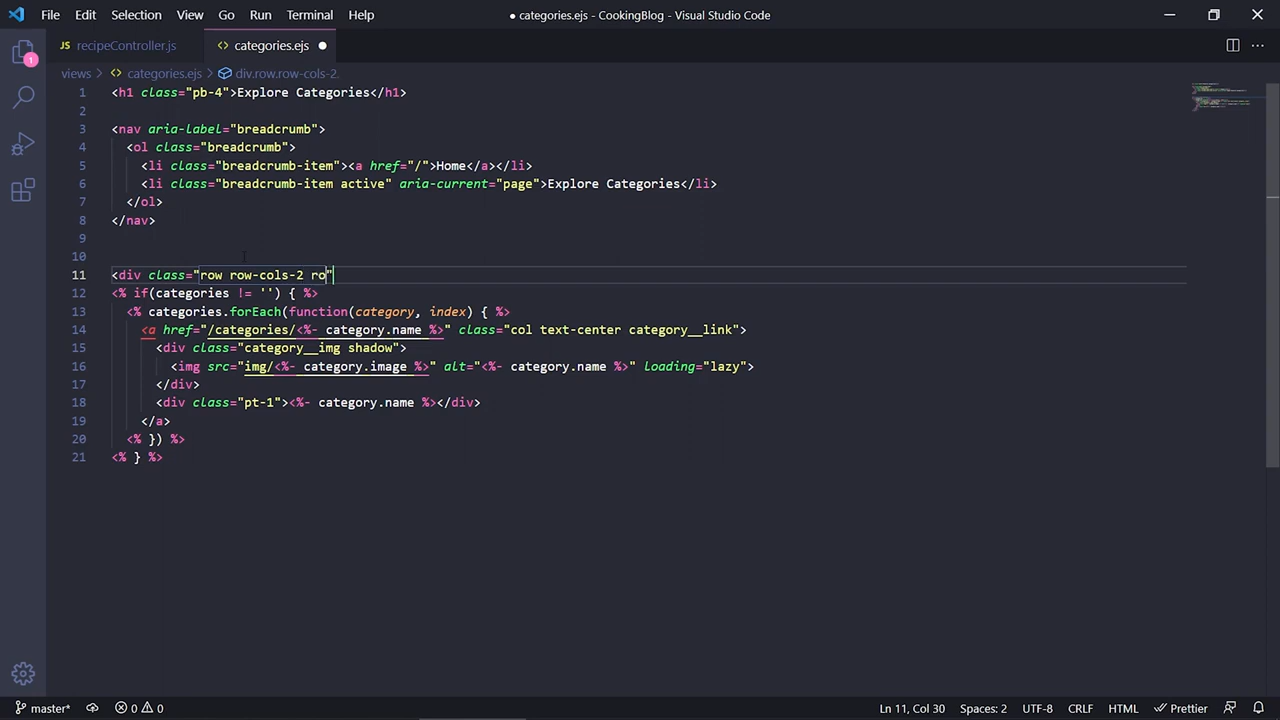 File Edit Selection View Go Run Terminal Help ● categories.ejs - CookingBlog - Visual Studio Code
JS recipeController.js <> categories.ejs ●
views > <> categories.ejs > div.row.row-cols-2.
1 <h1 class="pb-4">Explore Categories</h1>
2
3 <nav aria-label="breadcrumb">
4 <ol class="breadcrumb">
5 <li class="breadcrumb-item"><a href="/">Home</a></li>
6 <li class="breadcrumb-item active" aria-current="page">Explore Categories</li>
7 </ol>
8 </nav>
9
10
11 <div class="row row-cols-2 ro"
12 <% if(categories != '') { %>
13 <% categories.forEach(function(category, index) { %>
14 <a href="/categories/<%- category.name %>" class="col text-center category__link">
15 <div class="category__img shadow">
16 <img src="img/<%- category.image %>" alt="<%- category.name %>" loading="lazy">
17 </div>
18 <div class="pt-1"><%- category.name %></div>
19 </a>
20 <% }) %>
21 <% } %>
1
master* 0 0 Ln 11, Col 30 Spaces: 2 UTF-8 CRLF HTML Prettier